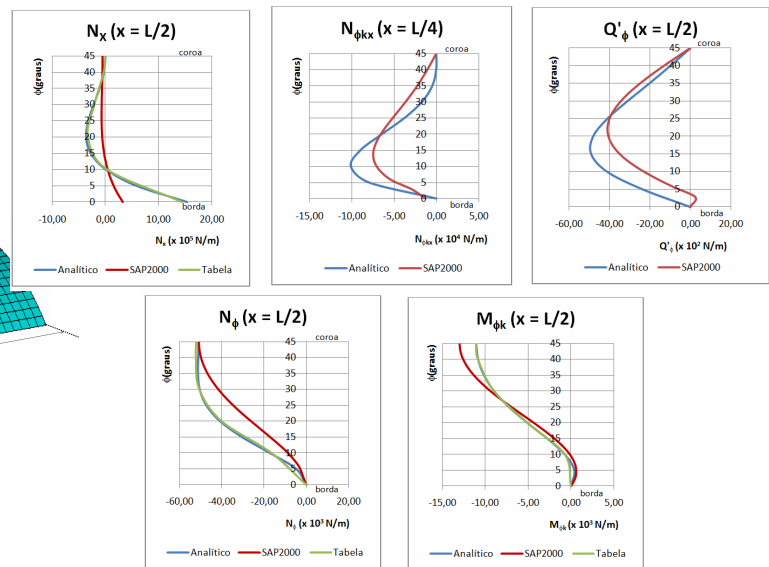 Nx (x = L/2)
ϕ(graus)
coroa
45
40
35
30
25
20
15
10
5
0
borda
-10,00 0,00 10,00 20,00
Nx (x 10⁵ N/m)
Analítico SAP2000 Tabela
Nϕkx (x = L/4)
ϕ(graus)
coroa
45
40
35
30
25
20
15
10
5
0
borda
-15,00 -10,00 -5,00 0,00 5,00
Nϕkx (x 10⁴ N/m)
Analítico SAP2000
Q'ϕ (x = L/2)
ϕ(graus)
coroa
45
40
35
30
25
20
15
10
5
0
borda
-60,00 -40,00 -20,00 0,00 20,00
Q'ϕ (x 10² N/m)
Analítico SAP2000
Nϕ (x = L/2)
ϕ(graus)
coroa
45
40
35
30
25
20
15
10
5
0
borda
-60,00 -40,00 -20,00 0,00 20,00
Nϕ (x 10³ N/m)
Analítico SAP2000 Tabela
Mϕk (x = L/2)
ϕ(graus)
coroa
45
40
35
30
25
20
15
10
5
0
borda
-15,00 -10,00 -5,00 0,00 5,00
Mϕk (x 10³ N/m)
Analítico SAP2000 Tabela